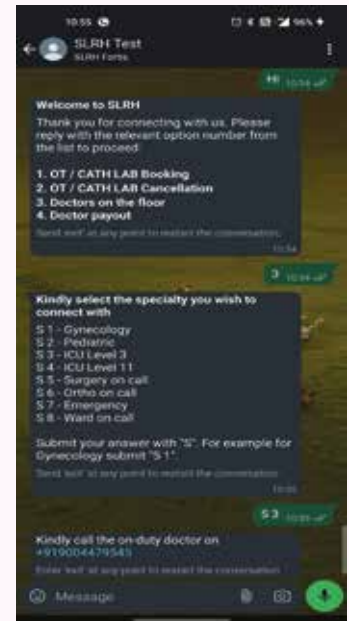 10:55
96%
SLRH Test
SLRH Fortis
Hi 10:54
Welcome to SLRH
Thank you for connecting with us. Please
reply with the relevant option number from
the list to proceed
1. OT / CATH LAB Booking
2. OT / CATH LAB Cancellation
3. Doctors on the floor
4. Doctor payout
Send 'exit' at any point to restart the conversation.
10:54
3
Kindly select the specialty you wish to
connect with
S 1 - Gynecology
S 2 - Pediatric
S 3 - ICU Level 3
S 4 - ICU Level 11
S 5 - Surgery on call
S 6 - Ortho on call
S 7 - Emergency
S 8 - Ward on call
Submit your answer with "S". For example for
Gynecology submit "S 1".
Send 'exit' at any point to restart the conversation.
S 3
Kindly call the on-duty doctor on
+919004479545
Enter 'exit' at any point to restart the conversation
Message